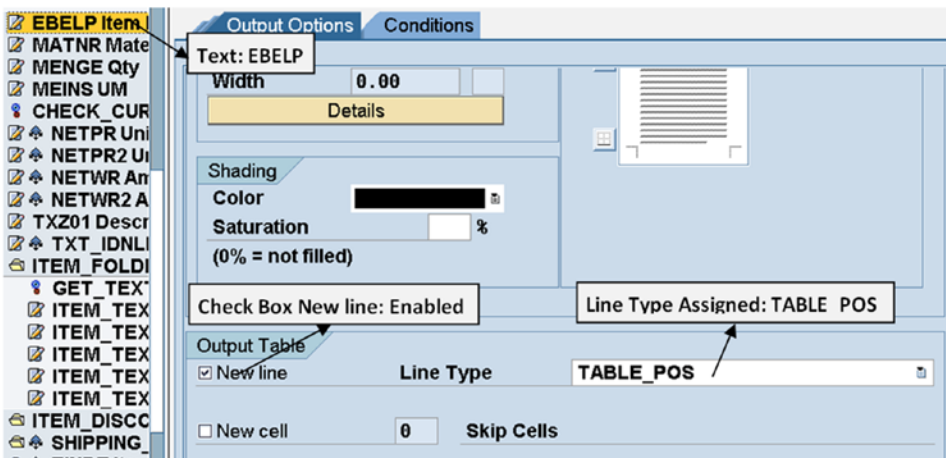 EBELP Item
MATNR Mate
MENGE Qty
MEINS UM
CHECK_CUR
NETPR Uni
NETPR2 Ui
NETWR Am
NETWR2 A
TXZ01 Descr
TXT_IDNLI
ITEM_FOLDI
GET_TEXT
ITEM_TEX
ITEM_TEX
ITEM_TEX
ITEM_TEX
ITEM_TEX
ITEM_DISCC
SHIPPING_
Output Options Conditions
Text: EBELP
Width 0.00
Details
Shading
Color
Saturation %
(0% = not filled)
Check Box New line: Enabled
Line Type Assigned: TABLE_POS
Output Table
New line Line Type TABLE_POS
New cell 0 Skip Cells